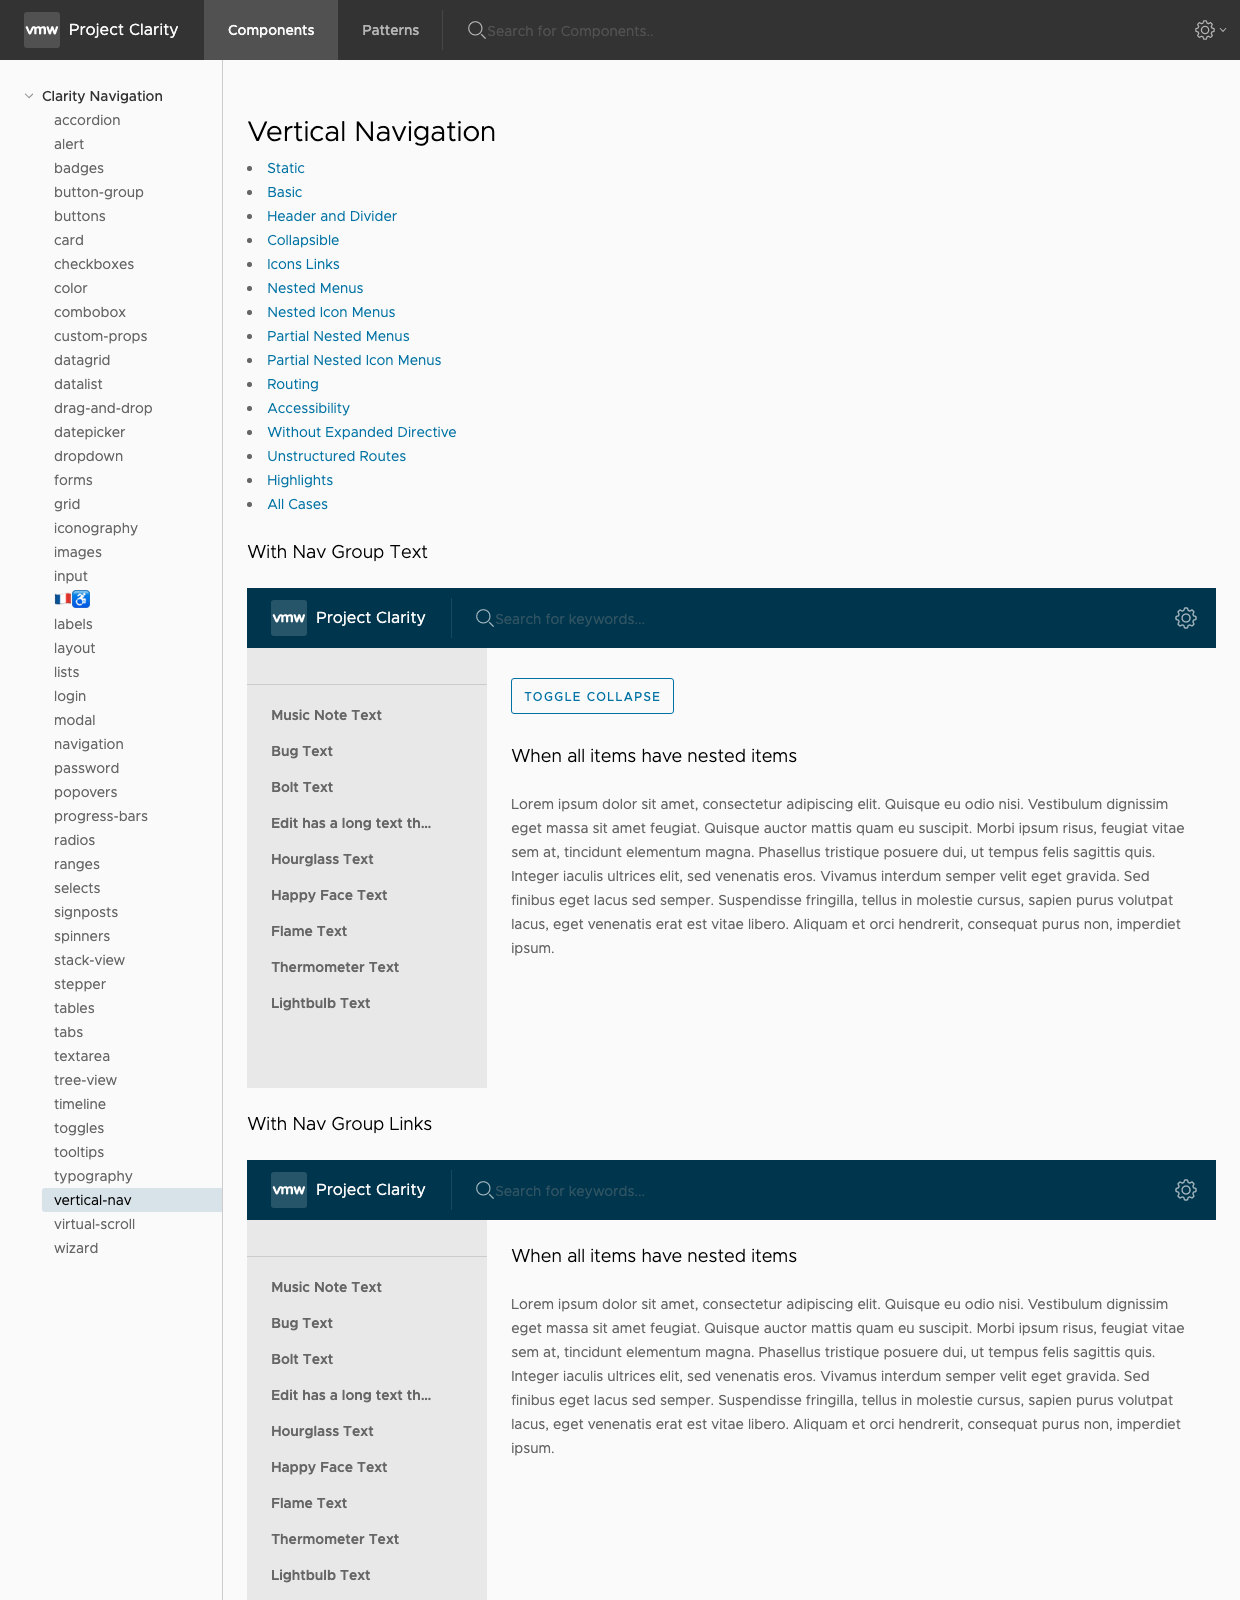 vmw Project Clarity Components Patterns Search for Components..
Clarity Navigation
accordion
alert
badges
button-group
buttons
card
checkboxes
color
combobox
custom-props
datagrid
datalist
drag-and-drop
datepicker
dropdown
forms
grid
iconography
images
input
🇫🇷♿
labels
layout
lists
login
modal
navigation
password
popovers
progress-bars
radios
ranges
selects
signposts
spinners
stack-view
stepper
tables
tabs
textarea
tree-view
timeline
toggles
tooltips
typography
vertical-nav
virtual-scroll
wizard
Vertical Navigation
Static
Basic
Header and Divider
Collapsible
Icons Links
Nested Menus
Nested Icon Menus
Partial Nested Menus
Partial Nested Icon Menus
Routing
Accessibility
Without Expanded Directive
Unstructured Routes
Highlights
All Cases
With Nav Group Text
vmw Project Clarity Search for keywords...
Music Note Text
Bug Text
Bolt Text
Edit has a long text th...
Hourglass Text
Happy Face Text
Flame Text
Thermometer Text
Lightbulb Text
TOGGLE COLLAPSE
When all items have nested items
Lorem ipsum dolor sit amet, consectetur adipiscing elit. Quisque eu odio nisi. Vestibulum dignissim
eget massa sit amet feugiat. Quisque auctor mattis quam eu suscipit. Morbi ipsum risus, feugiat vitae
sem at, tincidunt elementum magna. Phasellus tristique posuere dui, ut tempus felis sagittis quis.
Integer iaculis ultrices elit, sed venenatis eros. Vivamus interdum semper velit eget gravida. Sed
finibus eget lacus sed semper. Suspendisse fringilla, tellus in molestie cursus, sapien purus volutpat
lacus, eget venenatis erat est vitae libero. Aliquam et orci hendrerit, consequat purus non, imperdiet
ipsum.
With Nav Group Links
vmw Project Clarity Search for keywords...
Music Note Text
Bug Text
Bolt Text
Edit has a long text th...
Hourglass Text
Happy Face Text
Flame Text
Thermometer Text
Lightbulb Text
When all items have nested items
Lorem ipsum dolor sit amet, consectetur adipiscing elit. Quisque eu odio nisi. Vestibulum dignissim
eget massa sit amet feugiat. Quisque auctor mattis quam eu suscipit. Morbi ipsum risus, feugiat vitae
sem at, tincidunt elementum magna. Phasellus tristique posuere dui, ut tempus felis sagittis quis.
Integer iaculis ultrices elit, sed venenatis eros. Vivamus interdum semper velit eget gravida. Sed
finibus eget lacus sed semper. Suspendisse fringilla, tellus in molestie cursus, sapien purus volutpat
lacus, eget venenatis erat est vitae libero. Aliquam et orci hendrerit, consequat purus non, imperdiet
ipsum.